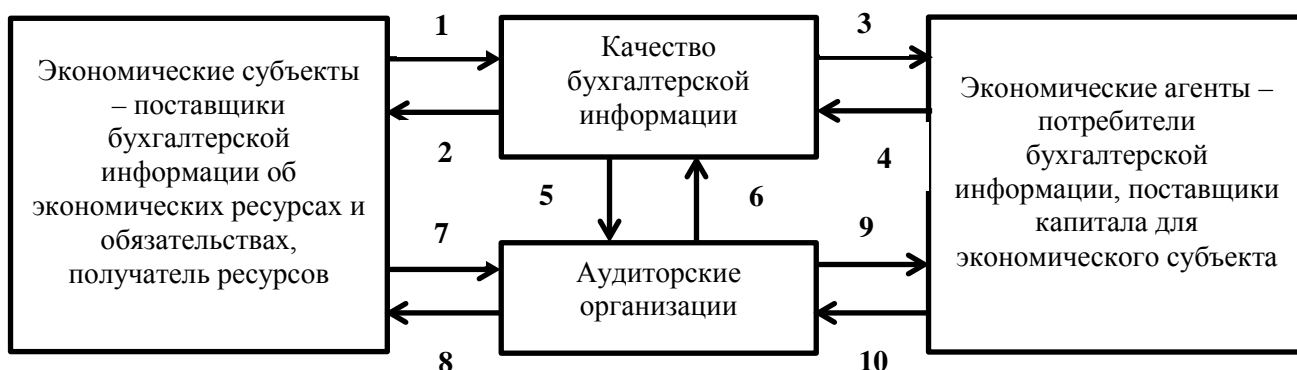 Экономические субъекты
– поставщики
бухгалтерской
информации об
экономических ресурсах и
обязательствах,
получатель ресурсов
1
2
Качество
бухгалтерской
информации
3
4
5
6
7
8
Аудиторские
организации
9
10
Экономические агенты –
потребители
бухгалтерской
информации, поставщики
капитала для
экономического субъекта